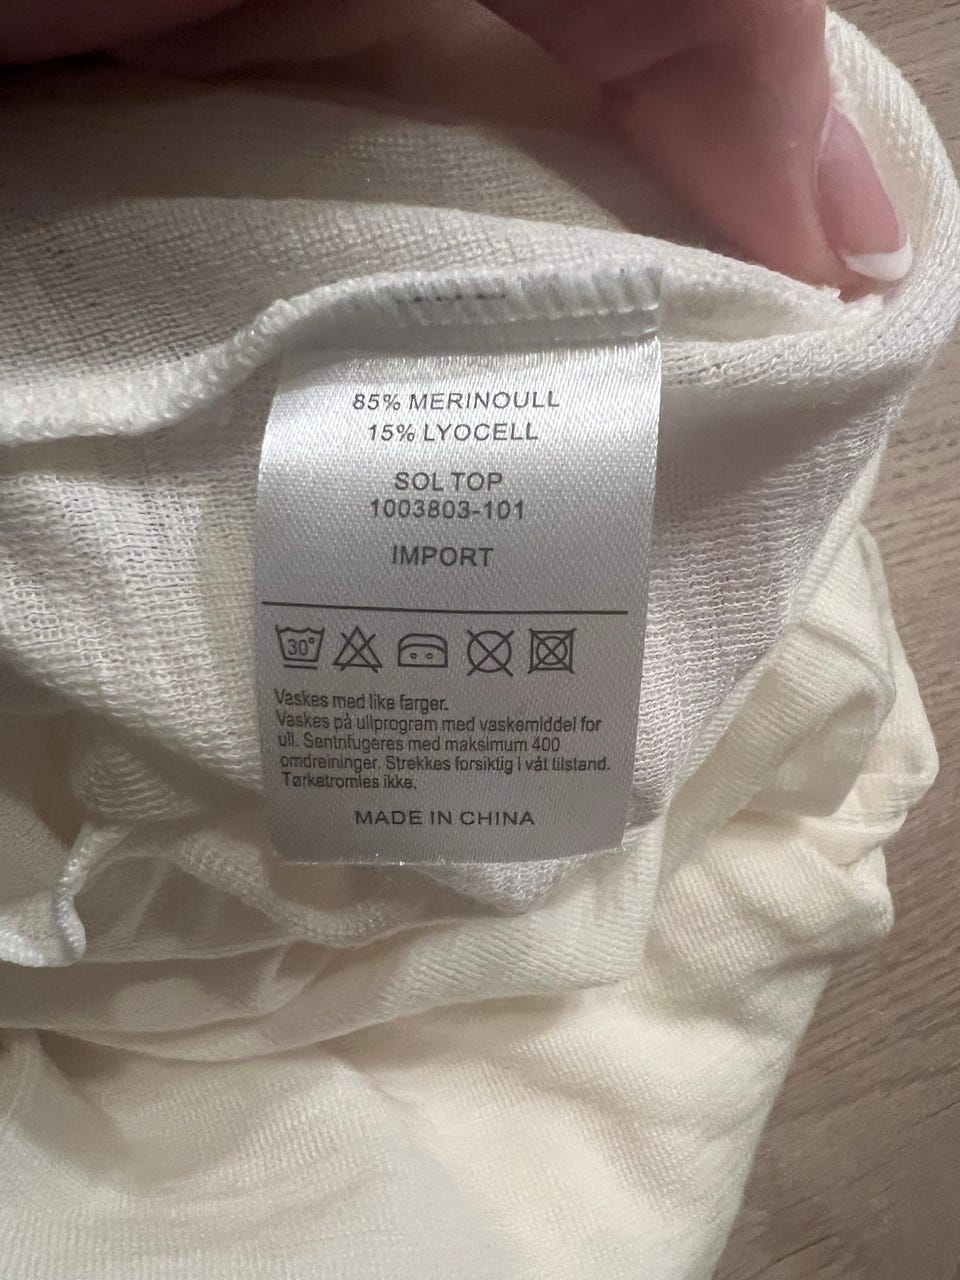 85% MERINOULL
15% LYOCELL
SOL TOP
1003803-101
IMPORT
30°
Vaskes med like farger.
Vaskes på ullprogram med vaskemiddel for
ull. Sentrifugeres med maksimum 400
omdreininger. Strekkes forsiktig i våt tilstand.
Tørketromles ikke.
MADE IN CHINA